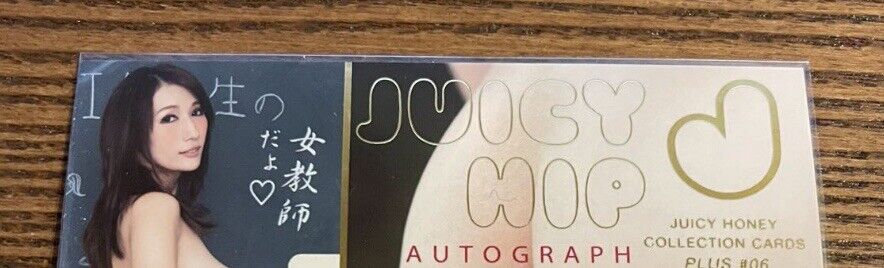 生の
女教師
だよ♡
JUICY
HIP
AUTOGRAPH
JUICY HONEY
COLLECTION CARDS
PLUS #06